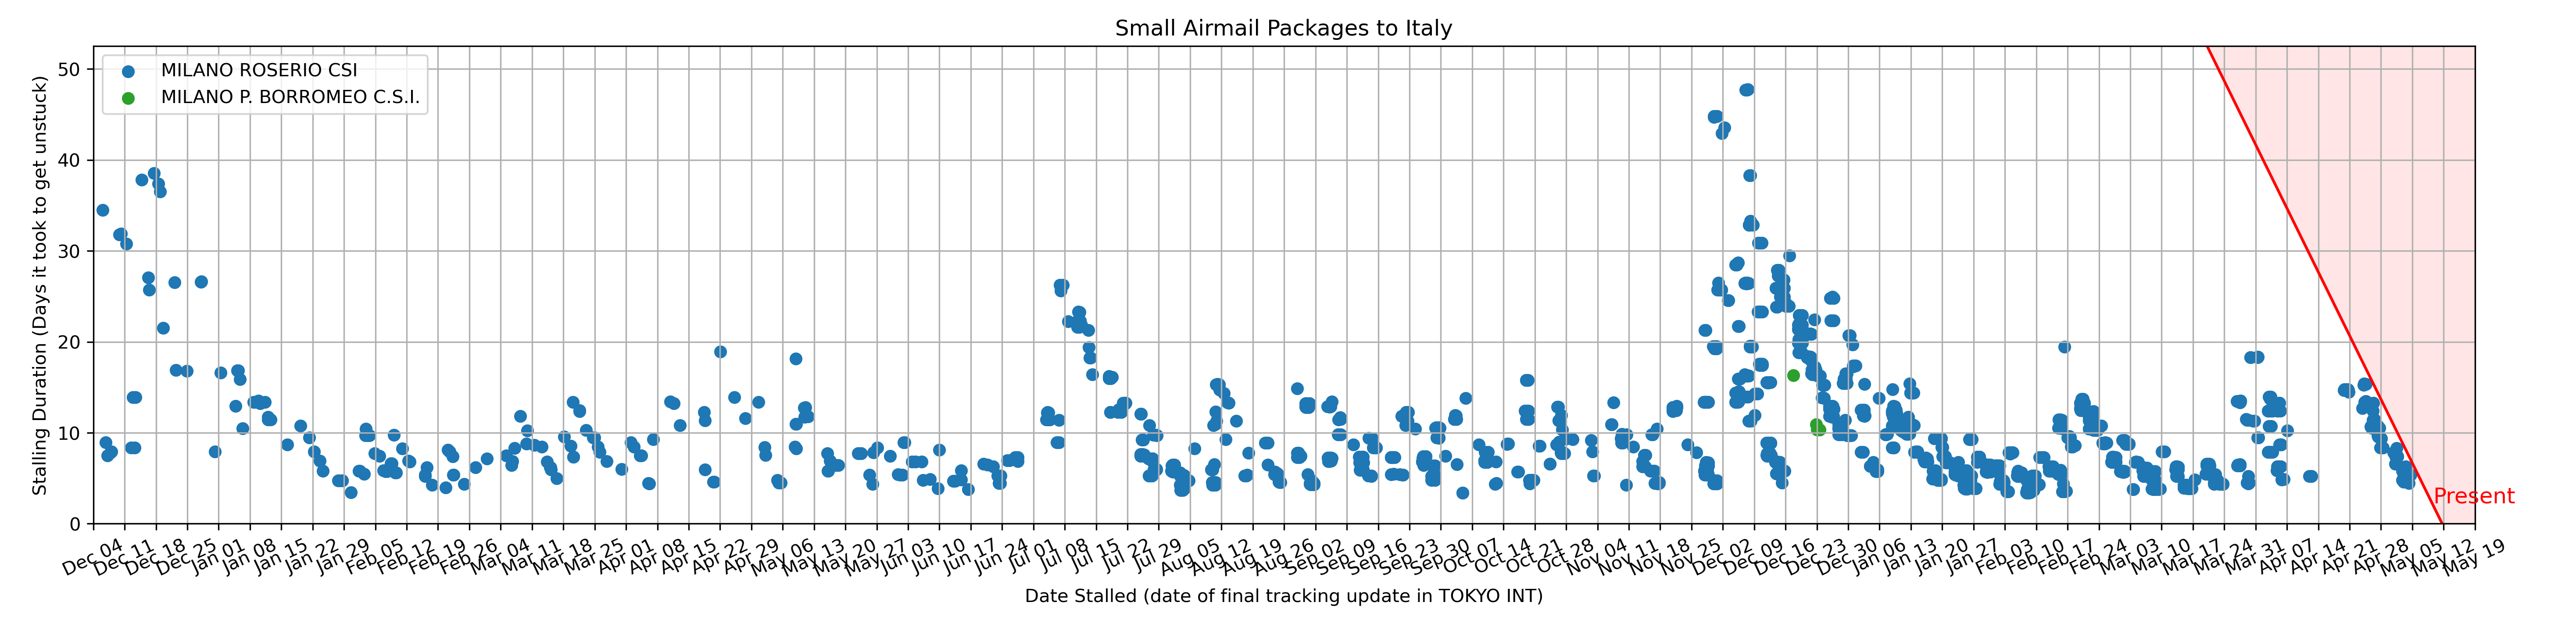 Small Airmail Packages to Italy
MILANO ROSERIO CSI
MILANO P. BORROMEO C.S.I.
Stalling Duration (Days it took to get unstuck)
50
40
30
20
10
0
Present
Dec 04 Dec 11 Dec 18 Dec 25 Jan 01 Jan 08 Jan 15 Jan 22 Jan 29 Feb 05 Feb 12 Feb 19 Feb 26 Mar 04 Mar 11 Mar 18 Mar 25 Apr 01 Apr 08 Apr 15 Apr 22 Apr 29 May 06 May 13 May 20 May 27 Jun 03 Jun 10 Jun 17 Jun 24 Jul 01 Jul 08 Jul 15 Jul 22 Jul 29 Aug 05 Aug 12 Aug 19 Aug 26 Sep 02 Sep 09 Sep 16 Sep 23 Sep 30 Oct 07 Oct 14 Oct 21 Oct 28 Nov 04 Nov 11 Nov 18 Nov 25 Dec 02 Dec 09 Dec 16 Dec 23 Dec 30 Jan 06 Jan 13 Jan 20 Jan 27 Feb 03 Feb 10 Feb 17 Feb 24 Mar 03 Mar 10 Mar 17 Mar 24 Mar 31 Apr 07 Apr 14 Apr 21 Apr 28 May 05 May 12 May 19
Date Stalled (date of final tracking update in TOKYO INT)